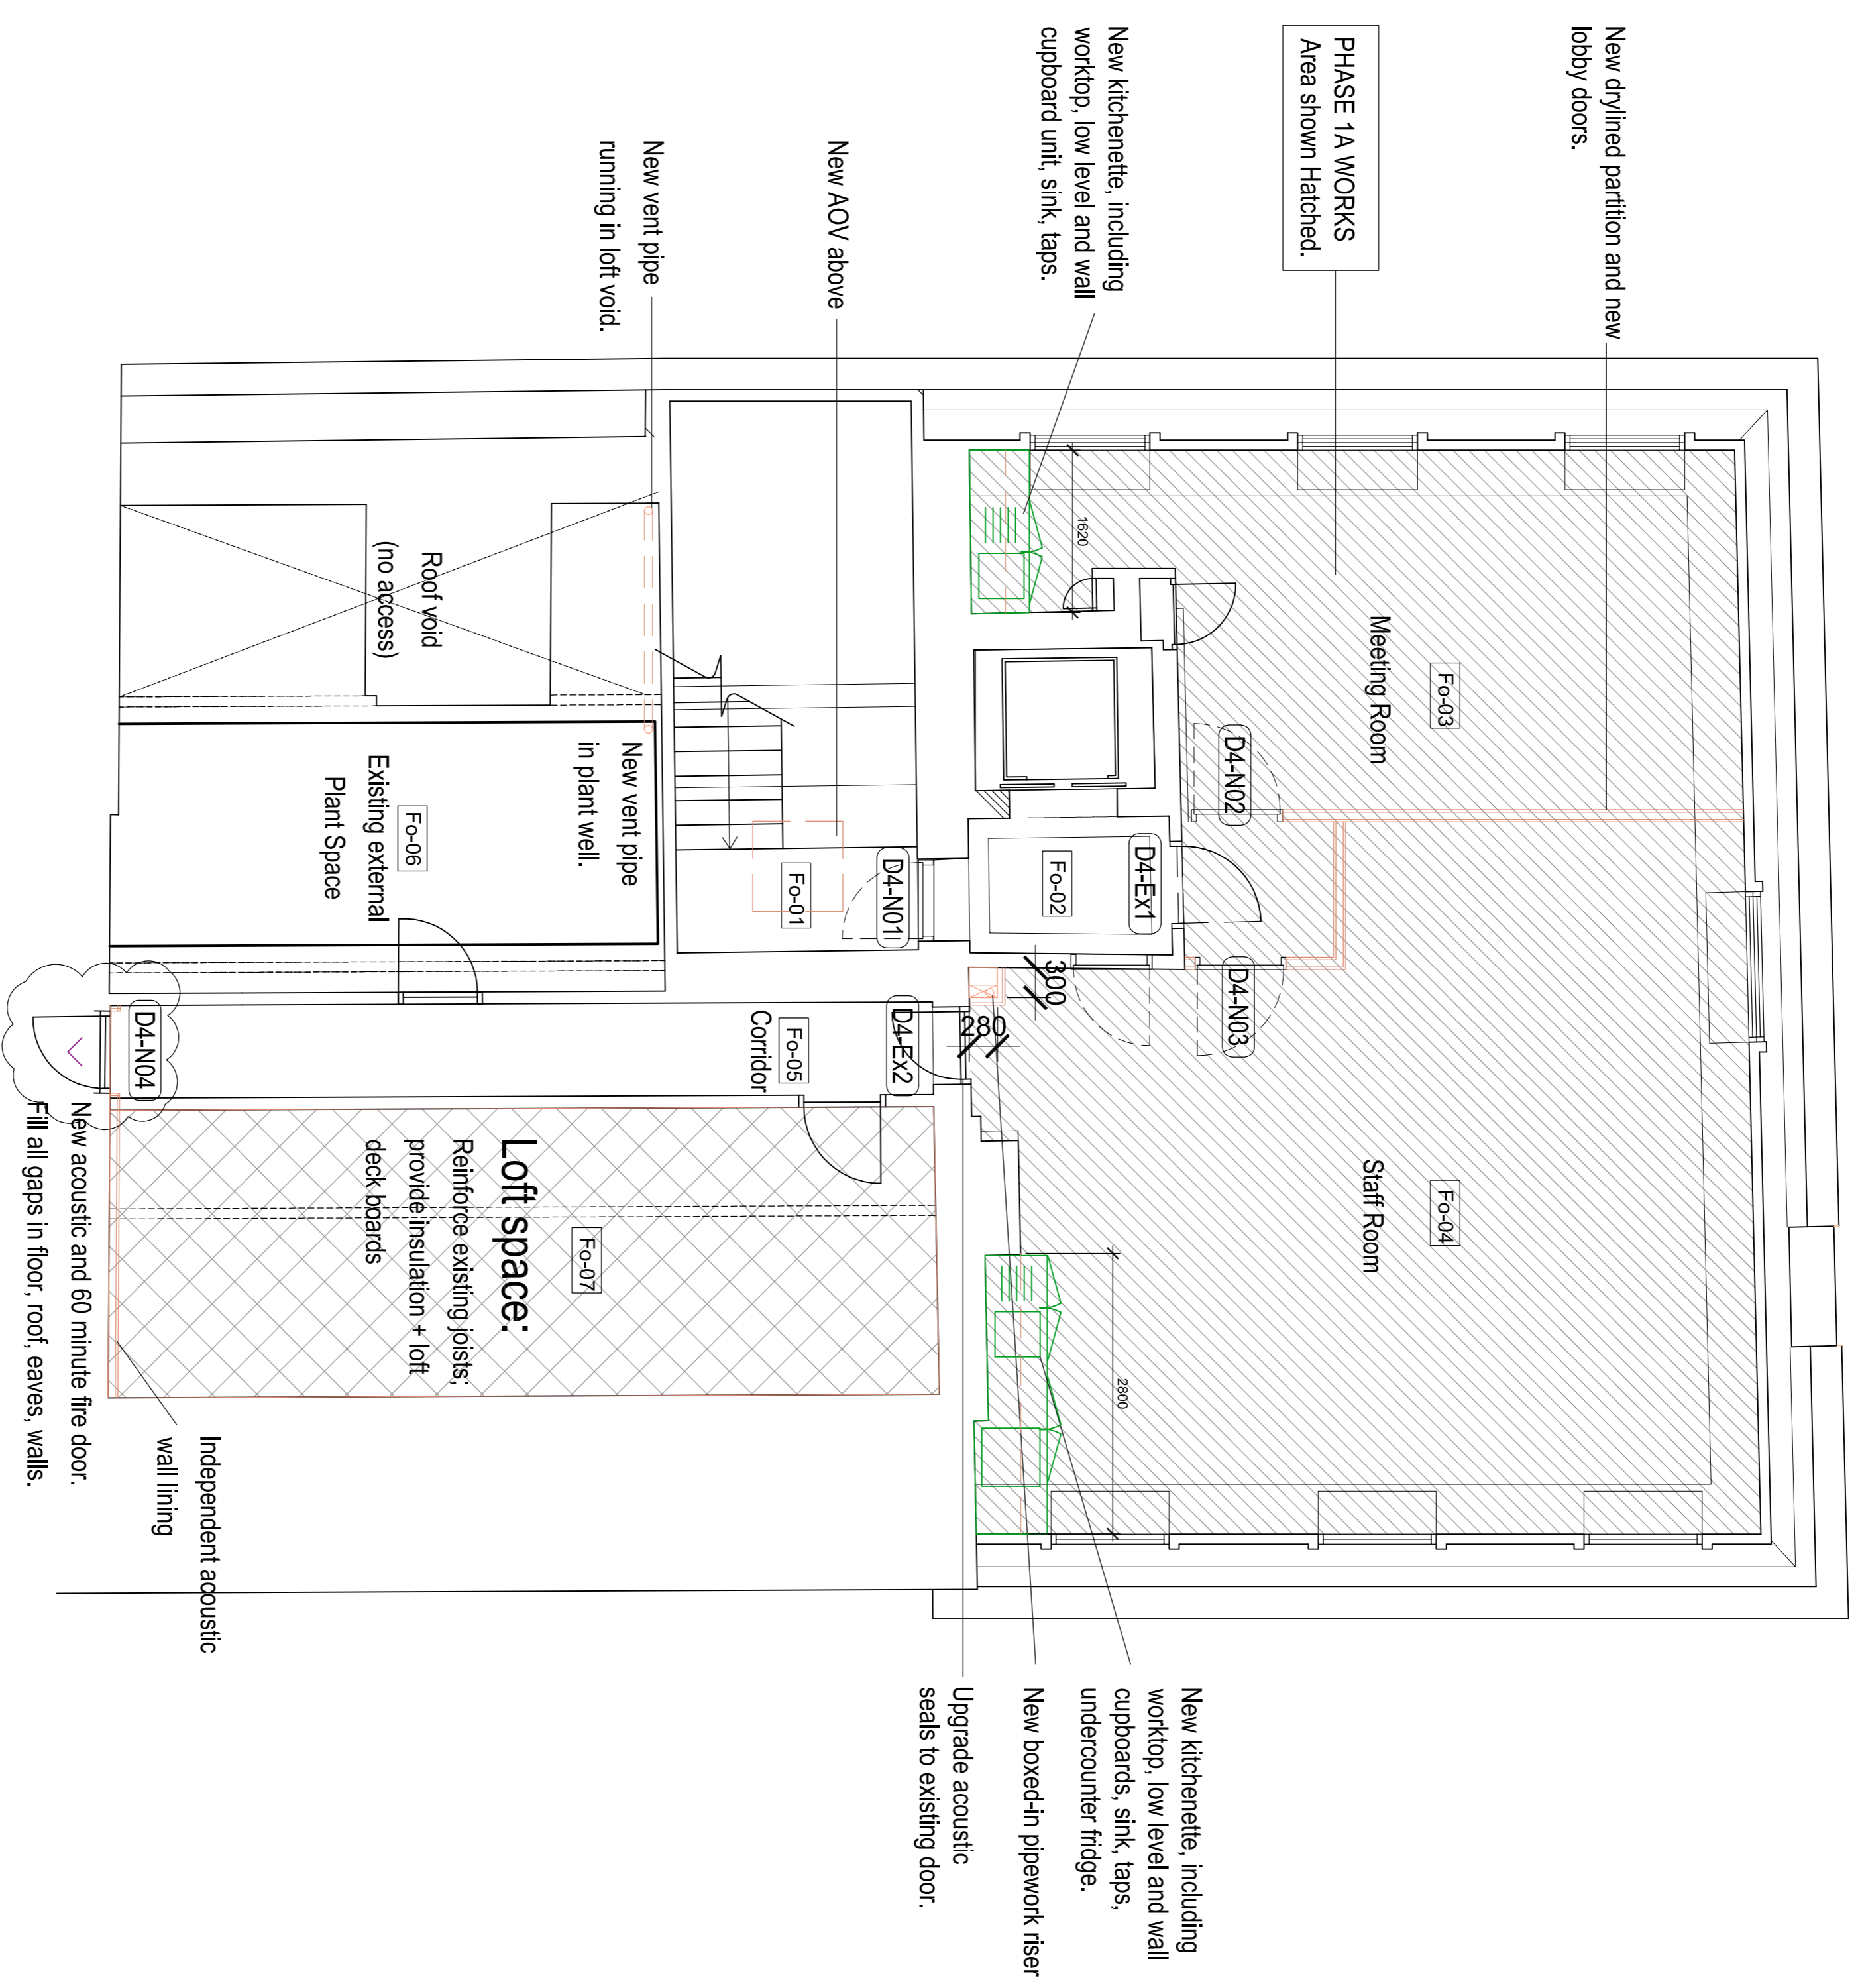 New drylined partition and new
lobby doors.
PHASE 1A WORKS
Area shown Hatched.
New kitchenette, including
worktop, low level and wall
cupboard unit, sink, taps.
New AOV above
New vent pipe
running in loft void.
1620
Fo-03
Meeting Room
D4-N02
Roof void
(no access)
New vent pipe
in plant well.
Fo-06
Existing external
Plant Space
D4-Ex1
Fo-02
D4-N01
Fo-01
300
D4-N03
280
D4-Ex2
Fo-05
Corridor
D4-N04
Fo-04
Staff Room
2800
Fo-07
Loft space:
Reinforce existing joists;
provide insulation + loft
deck boards
New acoustic and 60 minute fire door.
Fill all gaps in floor, roof, eaves, walls.
Independent acoustic
wall lining
New kitchenette, including
worktop, low level and wall
cupboards, sink, taps,
undercounter fridge.
New boxed-in pipework riser
Upgrade acoustic
seals to existing door.